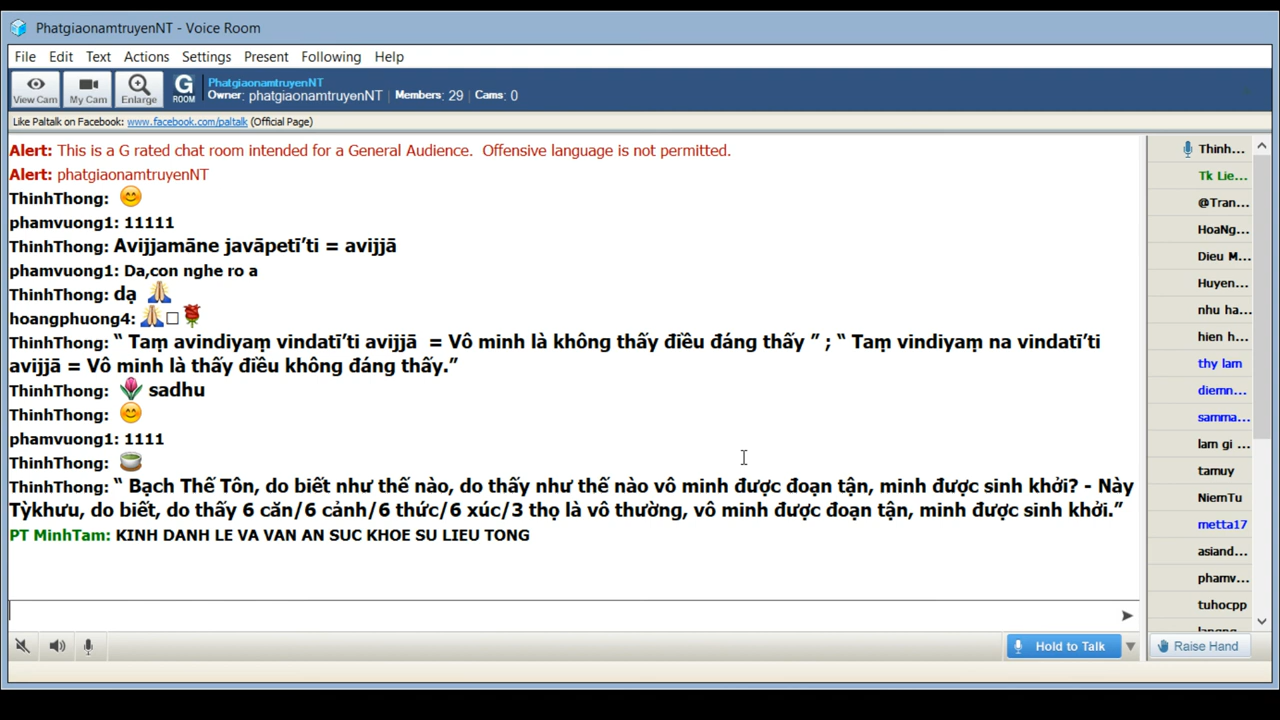 PhatgiaonamtruyenNT - Voice Room
File Edit Text Actions Settings Present Following Help
View Cam My Cam Enlarge G ROOM
PhatgiaonamtruyenNT
Owner: phatgiaonamtruyenNT Members: 29 Cams: 0
Like Paltalk on Facebook: www.facebook.com/paltalk (Official Page)
Alert: This is a G rated chat room intended for a General Audience. Offensive language is not permitted.
Alert: phatgiaonamtruyenNT
ThinhThong: 😊
phamvuong1: 11111
ThinhThong: Avijjamāne javāpetī’ti = avijjā
phamvuong1: Da,con nghe ro a
ThinhThong: dạ 🙏
hoangphuong4: 🙏□🌹
ThinhThong: “ Taṃ avindiyaṃ vindatī’ti avijjā = Vô minh là không thấy điều đáng thấy ” ; “ Taṃ vindiyaṃ na vindatī’ti
avijjā = Vô minh là thấy điều không đáng thấy.”
ThinhThong: 🌷 sadhu
ThinhThong: 😊
phamvuong1: 1111
ThinhThong: 🍵
ThinhThong: “ Bạch Thế Tôn, do biết như thế nào, do thấy như thế nào vô minh được đoạn tận, minh được sinh khởi? - Này
Tỳkhưu, do biết, do thấy 6 căn/6 cảnh/6 thức/6 xúc/3 thọ là vô thường, vô minh được đoạn tận, minh được sinh khởi.”
PT MinhTam: KINH DANH LE VA VAN AN SUC KHOE SU LIEU TONG
Thinh...
Tk Lie...
@Tran...
HoaNg...
Dieu M...
Huyen...
nhu ha...
hien h...
thy lam
diemn...
samma...
lam gi ...
tamuy
NiemTu
metta17
asiand...
phamv...
tuhocpp
Hold to Talk
Raise Hand